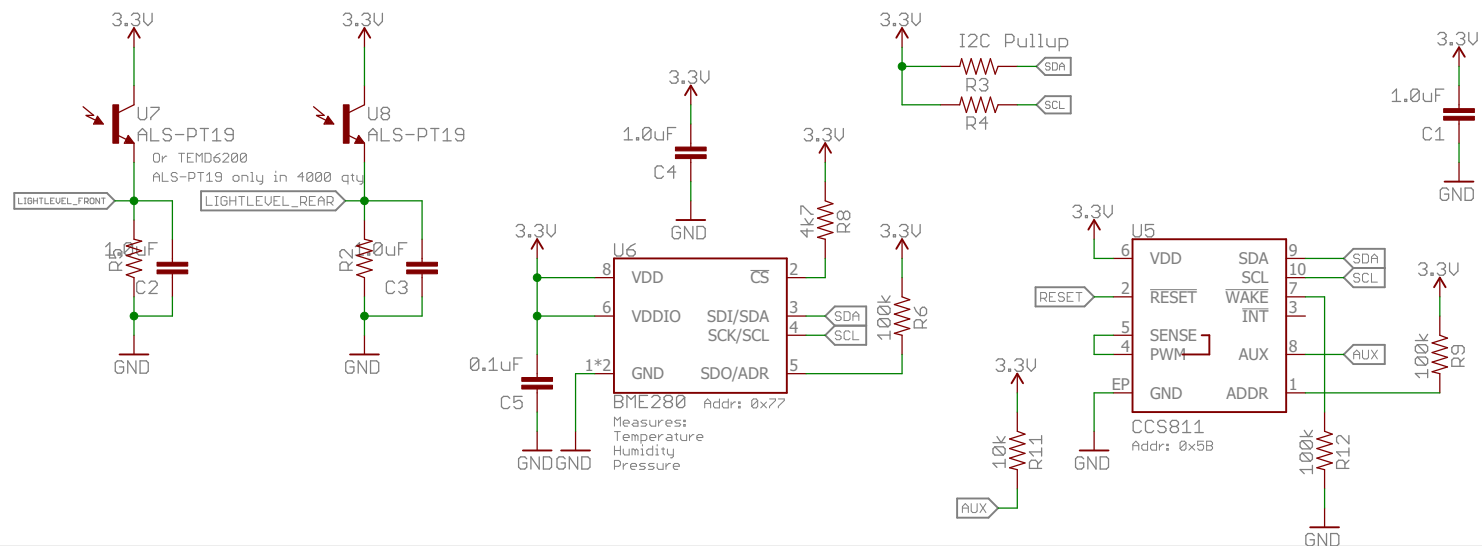 3.3V
U7
ALS-PT19
Or TEMD6200
ALS-PT19 only in 4000 qty
LIGHTLEVEL_FRONT
1.0uF
C2
GND
3.3V
U8
ALS-PT19
LIGHTLEVEL_REAR
R2
1.0uF
C3
GND
3.3V
1.0uF
C4
GND
3.3V
I2C Pullup
R3
SDA
R4
SCL
3.3V
1.0uF
C1
GND
3.3V
4k7
R8
3.3V
100k
R6
3.3V
0.1uF
C5
GND
GND
U6
8 VDD
CS 2
6 VDDIO
SDI/SDA 3
SDA
SCK/SCL 4
SCL
1*2 GND
SDO/ADR 5
BME280
Addr: 0x77
Measures:
Temperature
Humidity
Pressure
3.3V
10k
R11
AUX
3.3V
U5
6 VDD
SDA 9
SDA
SCL 10
SCL
RESET
2 RESET
WAKE 7
INT 3
5 SENSE
4 PWM
AUX 8
AUX
EP GND
ADDR 1
CCS811
Addr: 0x5B
GND
3.3V
100k
R9
100k
R12
GND